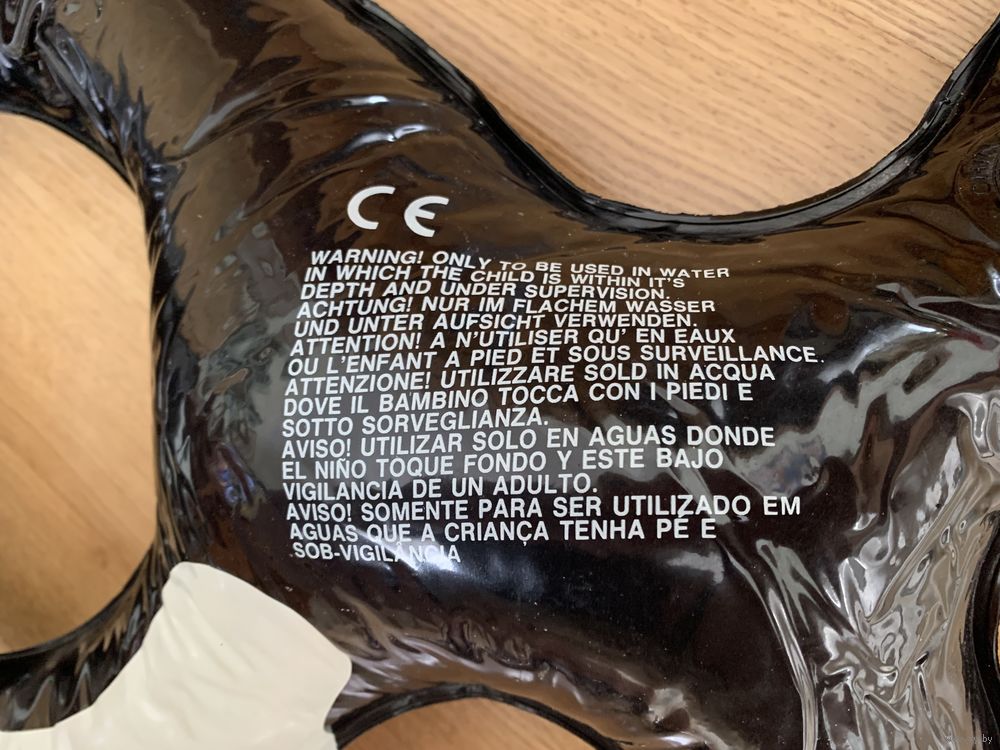 CE
WARNING! ONLY TO BE USED IN WATER
IN WHICH THE CHILD IS WITHIN IT'S
DEPTH AND UNDER SUPERVISION.
ACHTUNG! NUR IM FLACHEM WASSER
UND UNTER AUFSICHT VERWENDEN.
ATTENTION! A N'UTILISER QU' EN EAUX
OU L'ENFANT A PIED ET SOUS SURVEILLANCE.
ATTENZIONE! UTILIZZARE SOLD IN ACQUA
DOVE IL BAMBINO TOCCA CON I PIEDI E
SOTTO SORVEGLIANZA.
AVISO! UTILIZAR SOLO EN AGUAS DONDE
EL NIÑO TOQUE FONDO Y ESTE BAJO
VIGILANCIA DE UN ADULTO.
AVISO! SOMENTE PARA SER UTILIZADO EM
AGUAS QUE A CRIANÇA TENHA PÉ E
SOB-VIGILÂNCIA